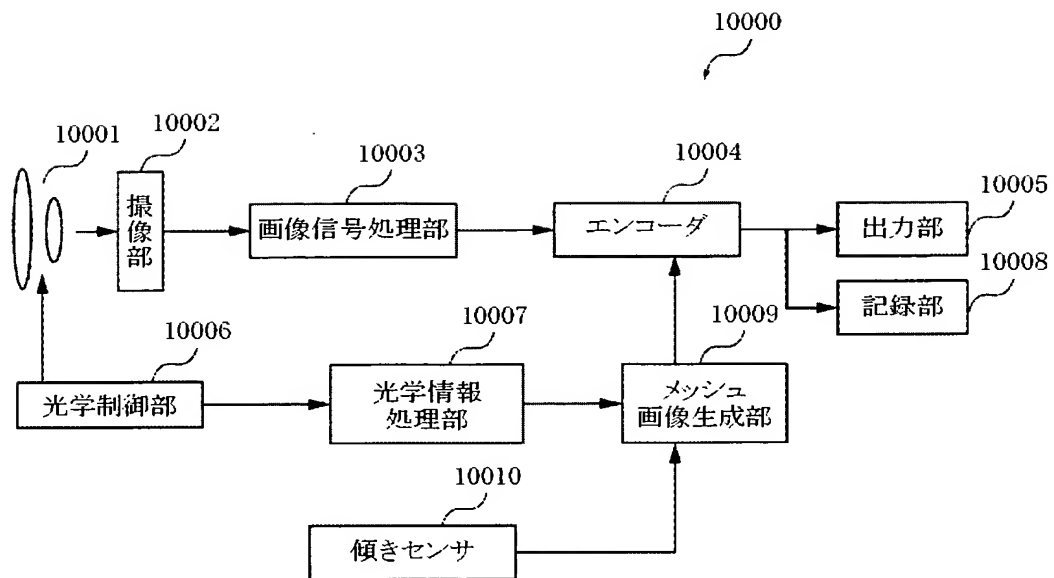 10000
10001
10002
10003
10004
10005
撮像部
画像信号処理部
エンコーダ
出力部
10008
記録部
10006
10007
10009
光学制御部
光学情報
処理部
メッシュ
画像生成部
10010
傾きセンサ